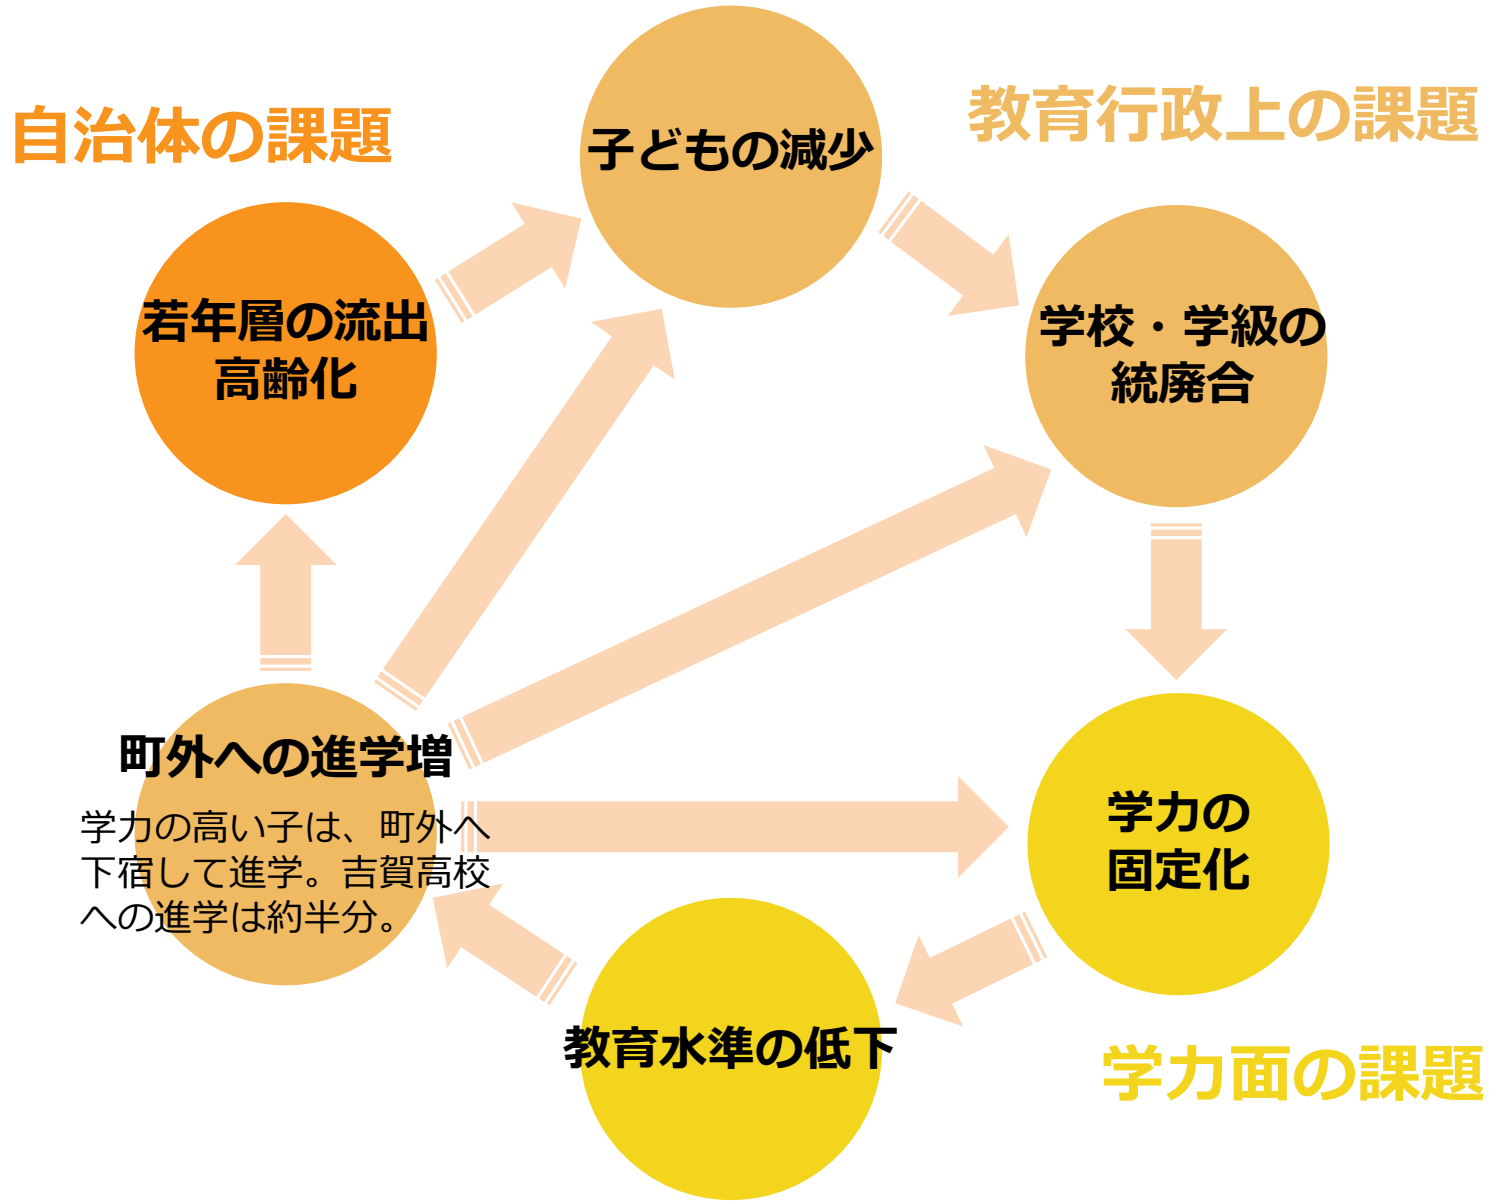 自治体の課題
教育行政上の課題
子どもの減少
若年層の流出
高齢化
学校・学級の
統廃合
町外への進学増
学力の高い子は、町外へ
下宿して進学。吉賀高校
への進学は約半分。
学力の
固定化
教育水準の低下
学力面の課題